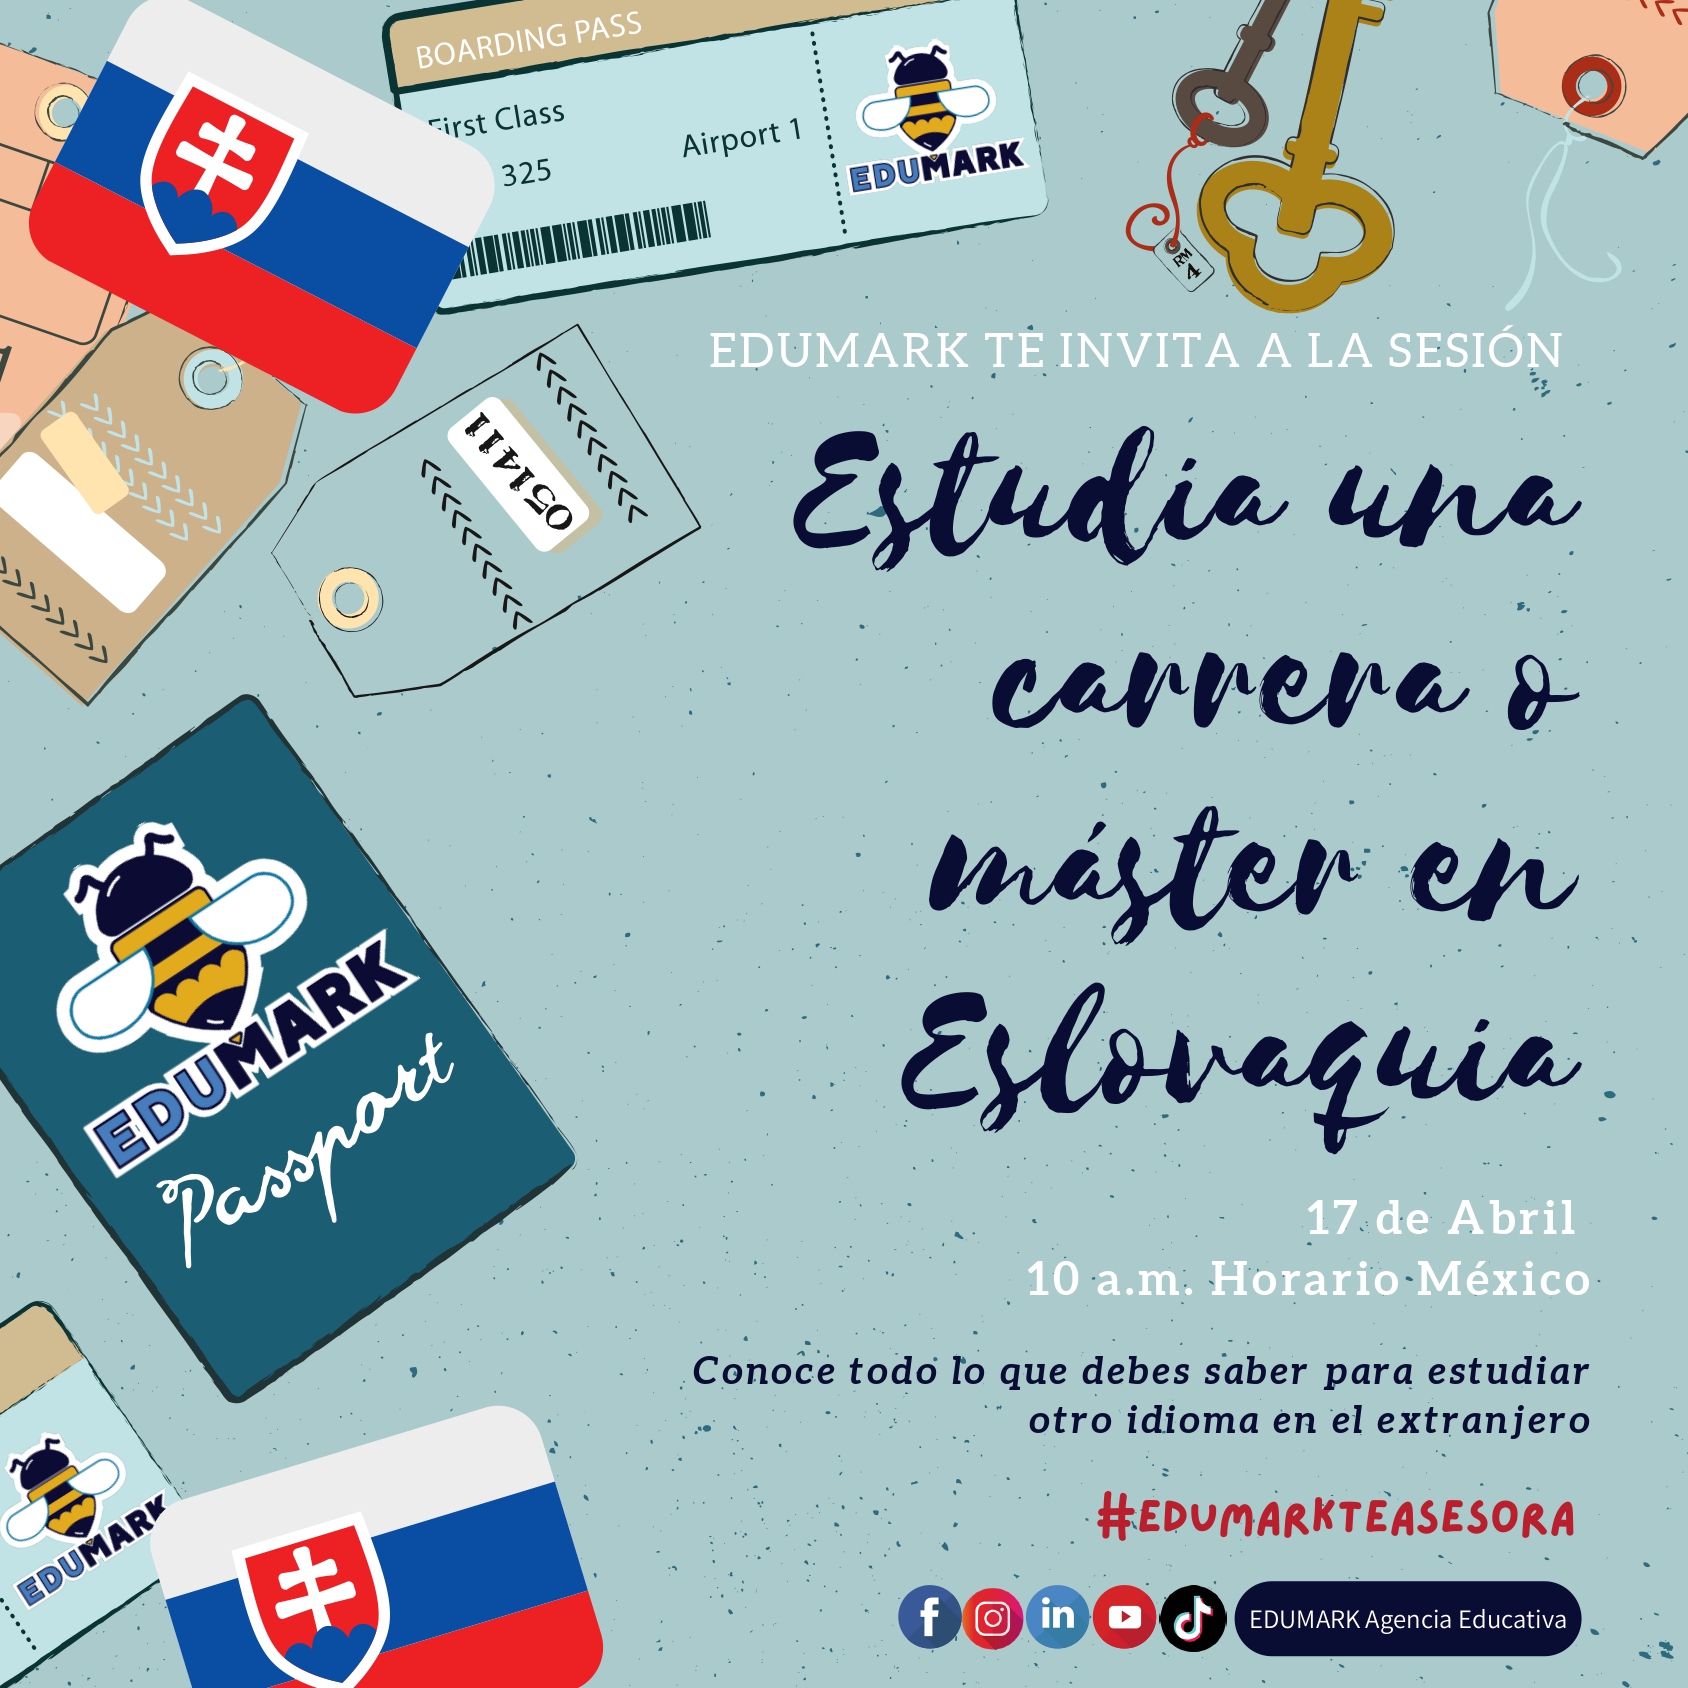 BOARDING PASS
First Class
325
Airport 1
EDUMARK
RM
4
051411
EDUMARK TE INVITA A LA SESIÓN
Estudia una
carrera o
máster en
Eslovaquia
EDUMARK
Passport
17 de Abril
10 a.m. Horario México
Conoce todo lo que debes saber para estudiar
otro idioma en el extranjero
#EDUMARKTEASESORA
EDUMARK
EDUMARK Agencia Educativa